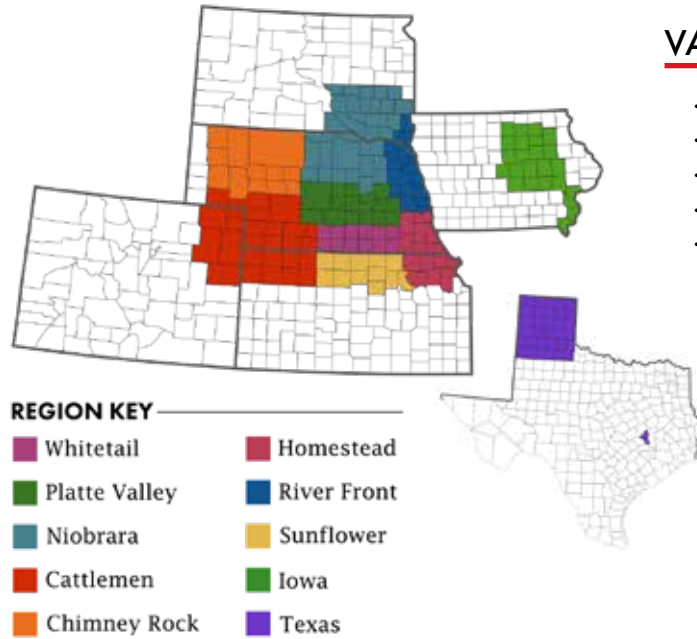 VA
REGION KEY
Whitetail
Homestead
Platte Valley
River Front
Niobrara
Sunflower
Cattlemen
Iowa
Chimney Rock
Texas